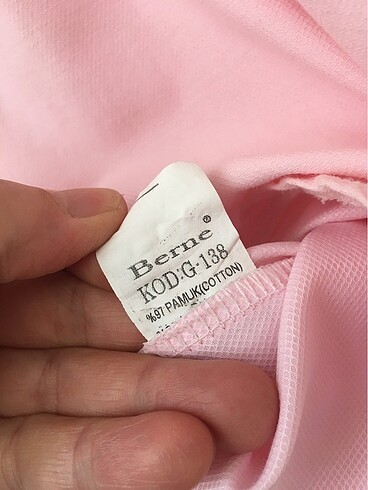 Berne®
KOD:G-138
%97 PAMUK(COTTON)